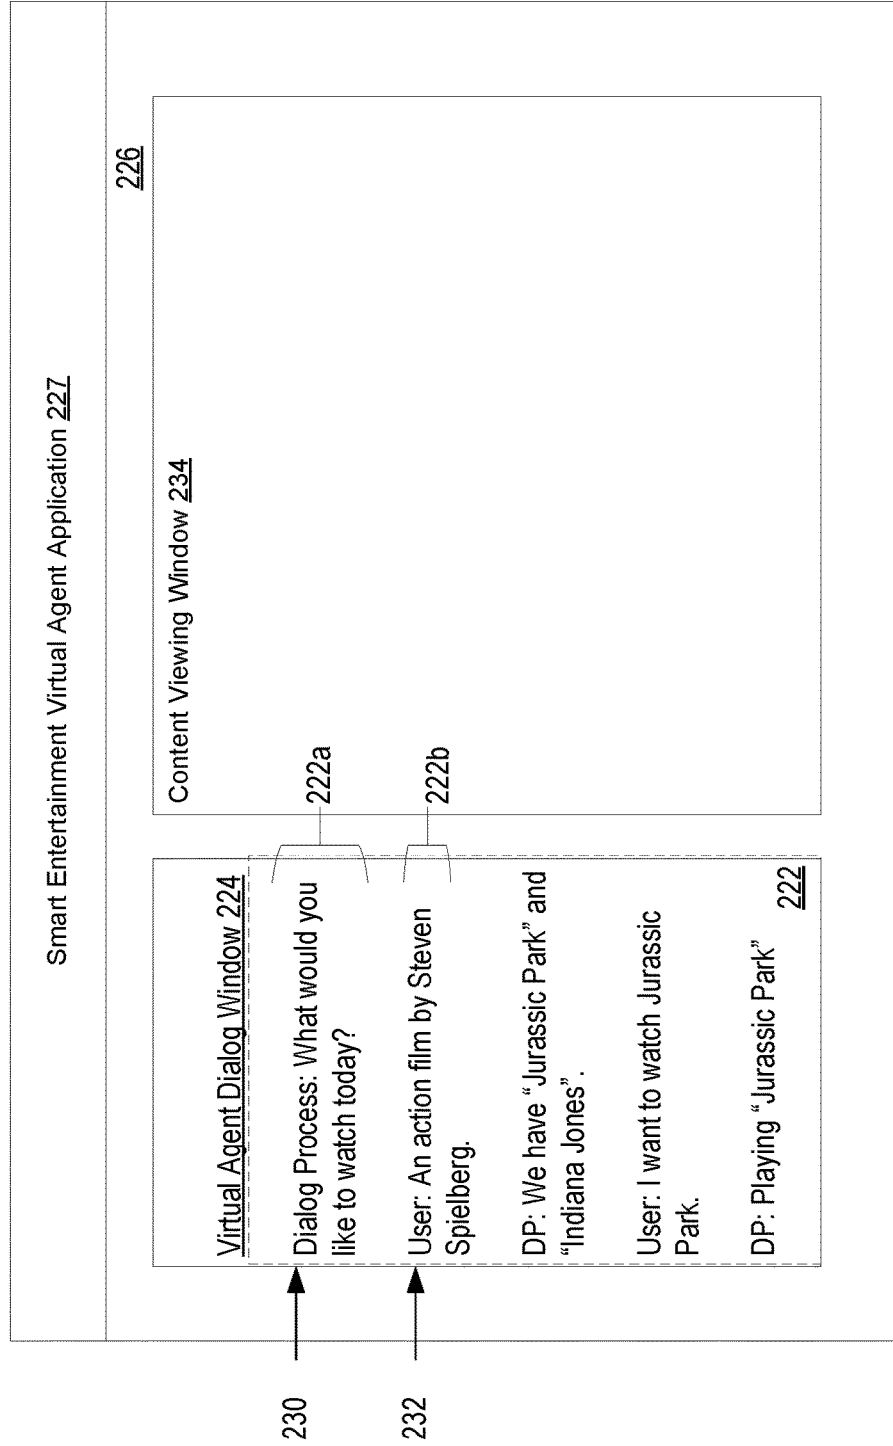 Smart Entertainment Virtual Agent Application 227
226
Virtual Agent Dialog Window 224
230
Dialog Process: What would you
like to watch today?
222a
232
User: An action film by Steven
Spielberg.
222b
DP: We have “Jurassic Park” and
“Indiana Jones”.
User: I want to watch Jurassic
Park.
DP: Playing “Jurassic Park”
222
Content Viewing Window 234